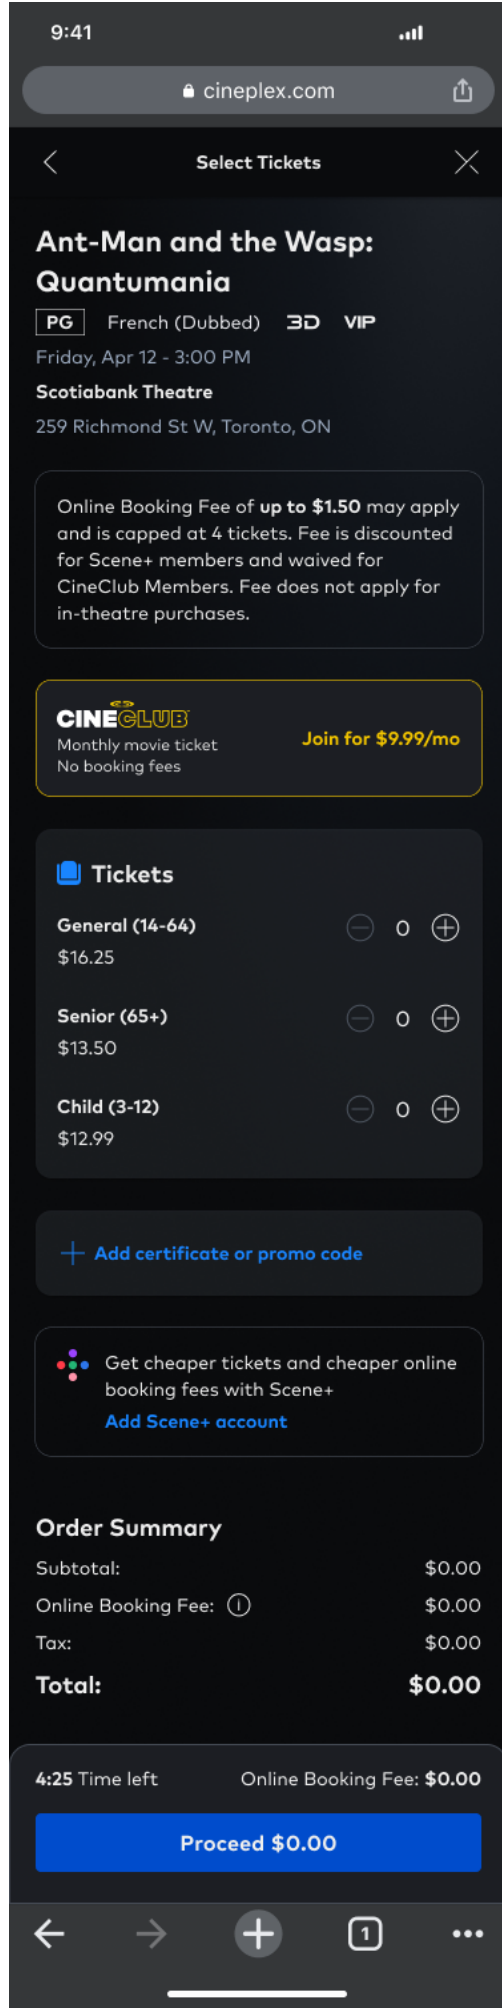 9:41
cineplex.com
Select Tickets
Ant-Man and the Wasp:
Quantumania
PG French (Dubbed) 3D VIP
Friday, Apr 12 - 3:00 PM
Scotiabank Theatre
259 Richmond St W, Toronto, ON
Online Booking Fee of up to $1.50 may apply
and is capped at 4 tickets. Fee is discounted
for Scene+ members and waived for
CineClub Members. Fee does not apply for
in-theatre purchases.
CINECLUB
Monthly movie ticket
No booking fees
Join for $9.99/mo
Tickets
General (14-64)
0
$16.25
Senior (65+)
0
$13.50
Child (3-12)
0
$12.99
Add certificate or promo code
Get cheaper tickets and cheaper online
booking fees with Scene+
Add Scene+ account
Order Summary
Subtotal: $0.00
Online Booking Fee: $0.00
Tax: $0.00
Total: $0.00
4:25 Time left Online Booking Fee: $0.00
Proceed $0.00
1